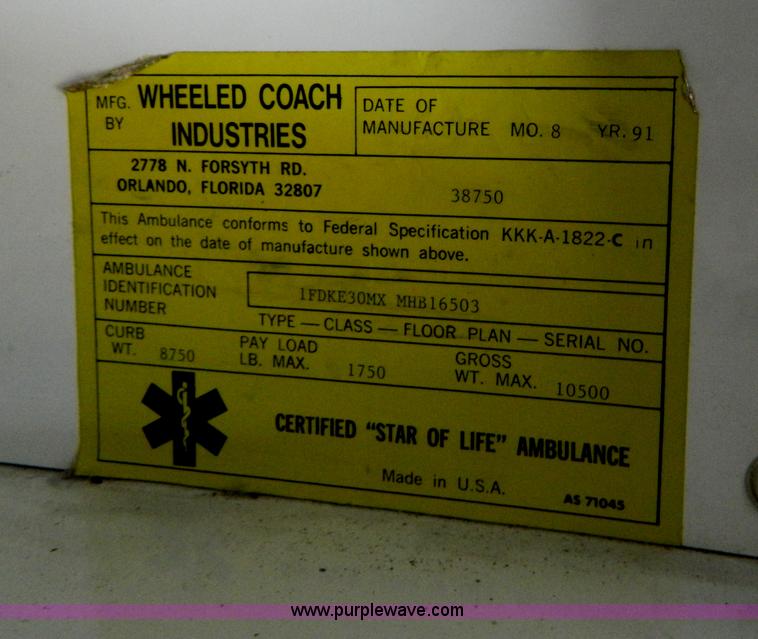 MFG. BY WHEELED COACH INDUSTRIES
DATE OF MANUFACTURE MO. 8 YR. 91
2778 N. FORSYTH RD.
ORLANDO, FLORIDA 32807
38750
This Ambulance conforms to Federal Specification KKK-A-1822-C in
effect on the date of manufacture shown above.
AMBULANCE
IDENTIFICATION
NUMBER
1FDKE30MX MHB16503
TYPE — CLASS — FLOOR PLAN — SERIAL NO.
CURB WT. 8750
PAY LOAD LB. MAX. 1750
GROSS WT. MAX. 10500
CERTIFIED "STAR OF LIFE" AMBULANCE
Made in U.S.A.
AS 71045
www.purplewave.com